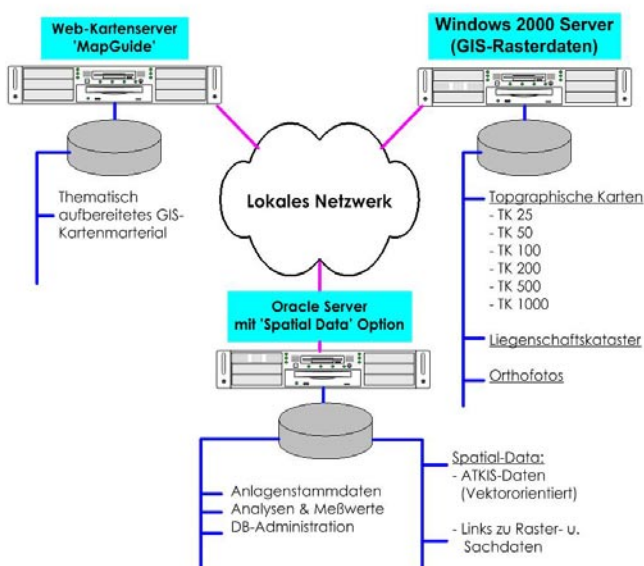 Web-Kartenserver
'MapGuide'
Windows 2000 Server
(GIS-Rasterdaten)
Thematisch
aufbereitetes GIS-
Kartenmarterial
Lokales Netzwerk
Topgraphische Karten
- TK 25
- TK 50
- TK 100
- TK 200
- TK 500
- TK 1000
Liegenschaftskataster
Orthofotos
Oracle Server
mit 'Spatial Data' Option
Anlagenstammdaten
Analysen & Meßwerte
DB-Administration
Spatial-Data:
- ATKIS-Daten
(Vektororientiert)
- Links zu Raster- u.
Sachdaten